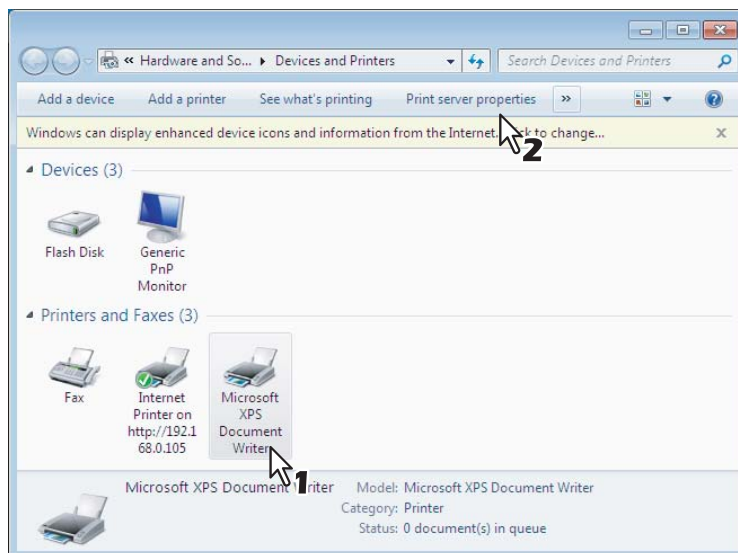 « Hardware and So... ▸ Devices and Printers
Search Devices and Printers
Add a device Add a printer See what's printing Print server properties »
Windows can display enhanced device icons and information from the Internet. to change...
2
Devices (3)
Flash Disk
Generic
PnP
Monitor
Printers and Faxes (3)
Fax
Internet
Printer on
http://192.1
68.0.105
Microsoft
XPS
Document
Writer
1
Microsoft XPS Document Writer
Model: Microsoft XPS Document Writer
Category: Printer
Status: 0 document(s) in queue